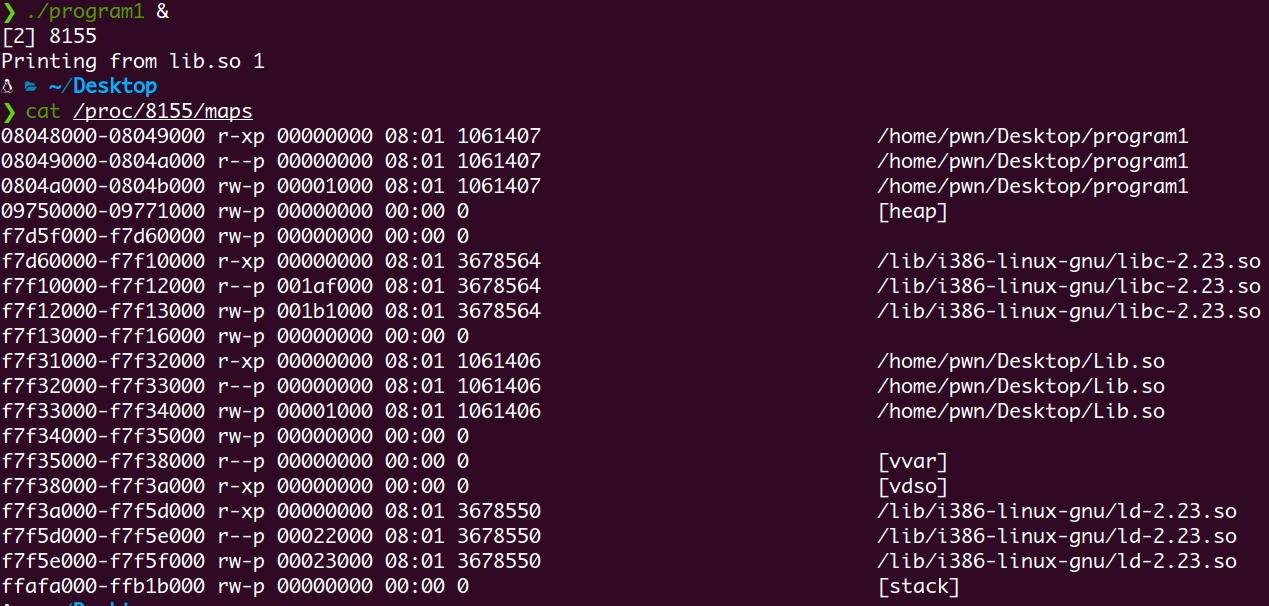 ❯ ./program1 &
[2] 8155
Printing from lib.so 1
~/Desktop
❯ cat /proc/8155/maps
08048000-08049000 r-xp 00000000 08:01 1061407 /home/pwn/Desktop/program1
08049000-0804a000 r--p 00000000 08:01 1061407 /home/pwn/Desktop/program1
0804a000-0804b000 rw-p 00001000 08:01 1061407 /home/pwn/Desktop/program1
09750000-09771000 rw-p 00000000 00:00 0 [heap]
f7d5f000-f7d60000 rw-p 00000000 00:00 0
f7d60000-f7f10000 r-xp 00000000 08:01 3678564 /lib/i386-linux-gnu/libc-2.23.so
f7f10000-f7f12000 r--p 001af000 08:01 3678564 /lib/i386-linux-gnu/libc-2.23.so
f7f12000-f7f13000 rw-p 001b1000 08:01 3678564 /lib/i386-linux-gnu/libc-2.23.so
f7f13000-f7f16000 rw-p 00000000 00:00 0
f7f31000-f7f32000 r-xp 00000000 08:01 1061406 /home/pwn/Desktop/Lib.so
f7f32000-f7f33000 r--p 00000000 08:01 1061406 /home/pwn/Desktop/Lib.so
f7f33000-f7f34000 rw-p 00001000 08:01 1061406 /home/pwn/Desktop/Lib.so
f7f34000-f7f35000 rw-p 00000000 00:00 0
f7f35000-f7f38000 r--p 00000000 00:00 0 [vvar]
f7f38000-f7f3a000 r-xp 00000000 00:00 0 [vdso]
f7f3a000-f7f5d000 r-xp 00000000 08:01 3678550 /lib/i386-linux-gnu/ld-2.23.so
f7f5d000-f7f5e000 r--p 00022000 08:01 3678550 /lib/i386-linux-gnu/ld-2.23.so
f7f5e000-f7f5f000 rw-p 00023000 08:01 3678550 /lib/i386-linux-gnu/ld-2.23.so
ffafa000-ffb1b000 rw-p 00000000 00:00 0 [stack]